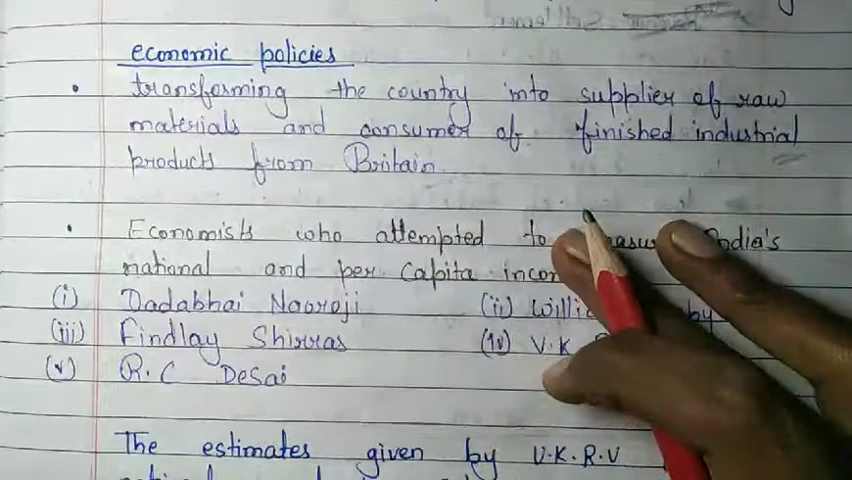 economic policies
• transforming the country into supplier of raw
materials and consumer of finished industrial
products from Britain.
• Economists who attempted to India's
national and per capita
(i) Dadabhai Naoroji (ii)
(iii) Findlay Shirras (iv) V.K
(v) R.C Desai
The estimates given by V.K.R.V